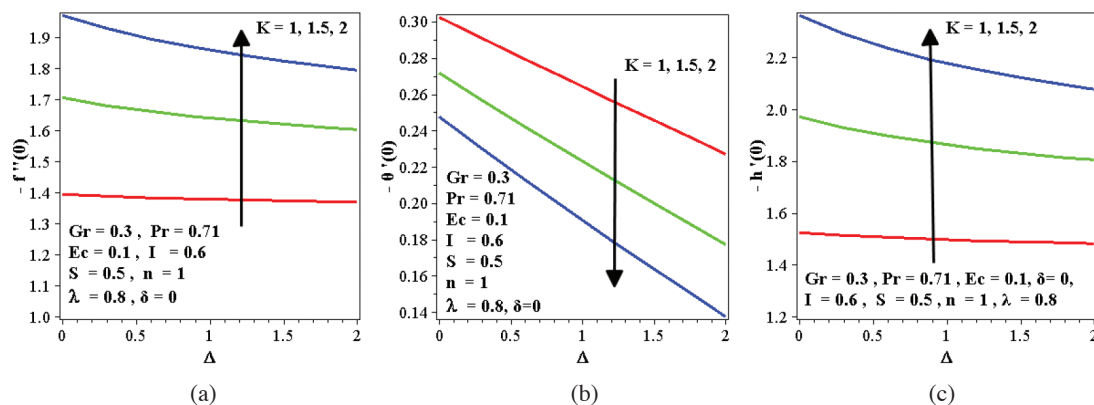 K = 1, 1.5, 2
1.9
1.8
1.7
1.6
1.5
1.4
1.3
1.2
1.1
1.0
- f ''(0)
Gr = 0.3 , Pr = 0.71
Ec = 0.1 , I = 0.6
S = 0.5 , n = 1
λ = 0.8 , δ = 0
0 0.5 1 1.5 2
Δ
(a)
0.30
0.28
0.26
0.24
0.22
0.20
0.18
0.16
0.14
- θ '(0)
K = 1, 1.5, 2
Gr = 0.3
Pr = 0.71
Ec = 0.1
I = 0.6
S = 0.5
n = 1
λ = 0.8, δ=0
0 0.5 1 1.5 2
Δ
(b)
K = 1, 1.5, 2
2.2
2.0
1.8
1.6
1.4
1.2
- h '(0)
Gr = 0.3 , Pr = 0.71 , Ec = 0.1, δ= 0,
I = 0.6 , S = 0.5 , n = 1 , λ = 0.8
0 0.5 1 1.5 2
Δ
(c)